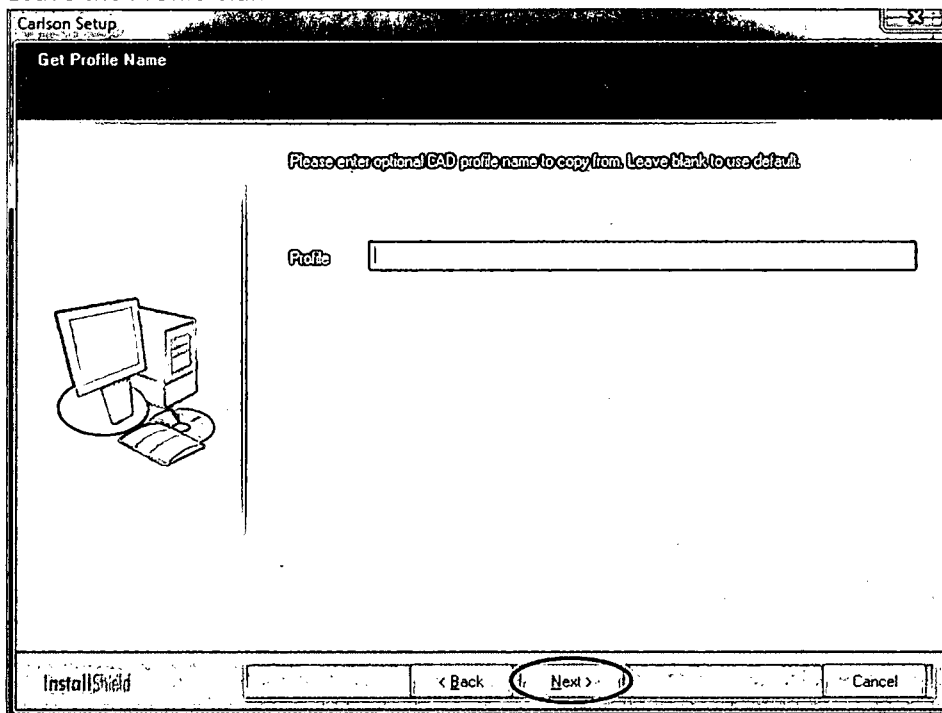 Carlson Setup
Get Profile Name
Please enter optional CAD profile name to copy from. Leave blank to use default.
Profile
InstallShield
< Back
Next >
Cancel